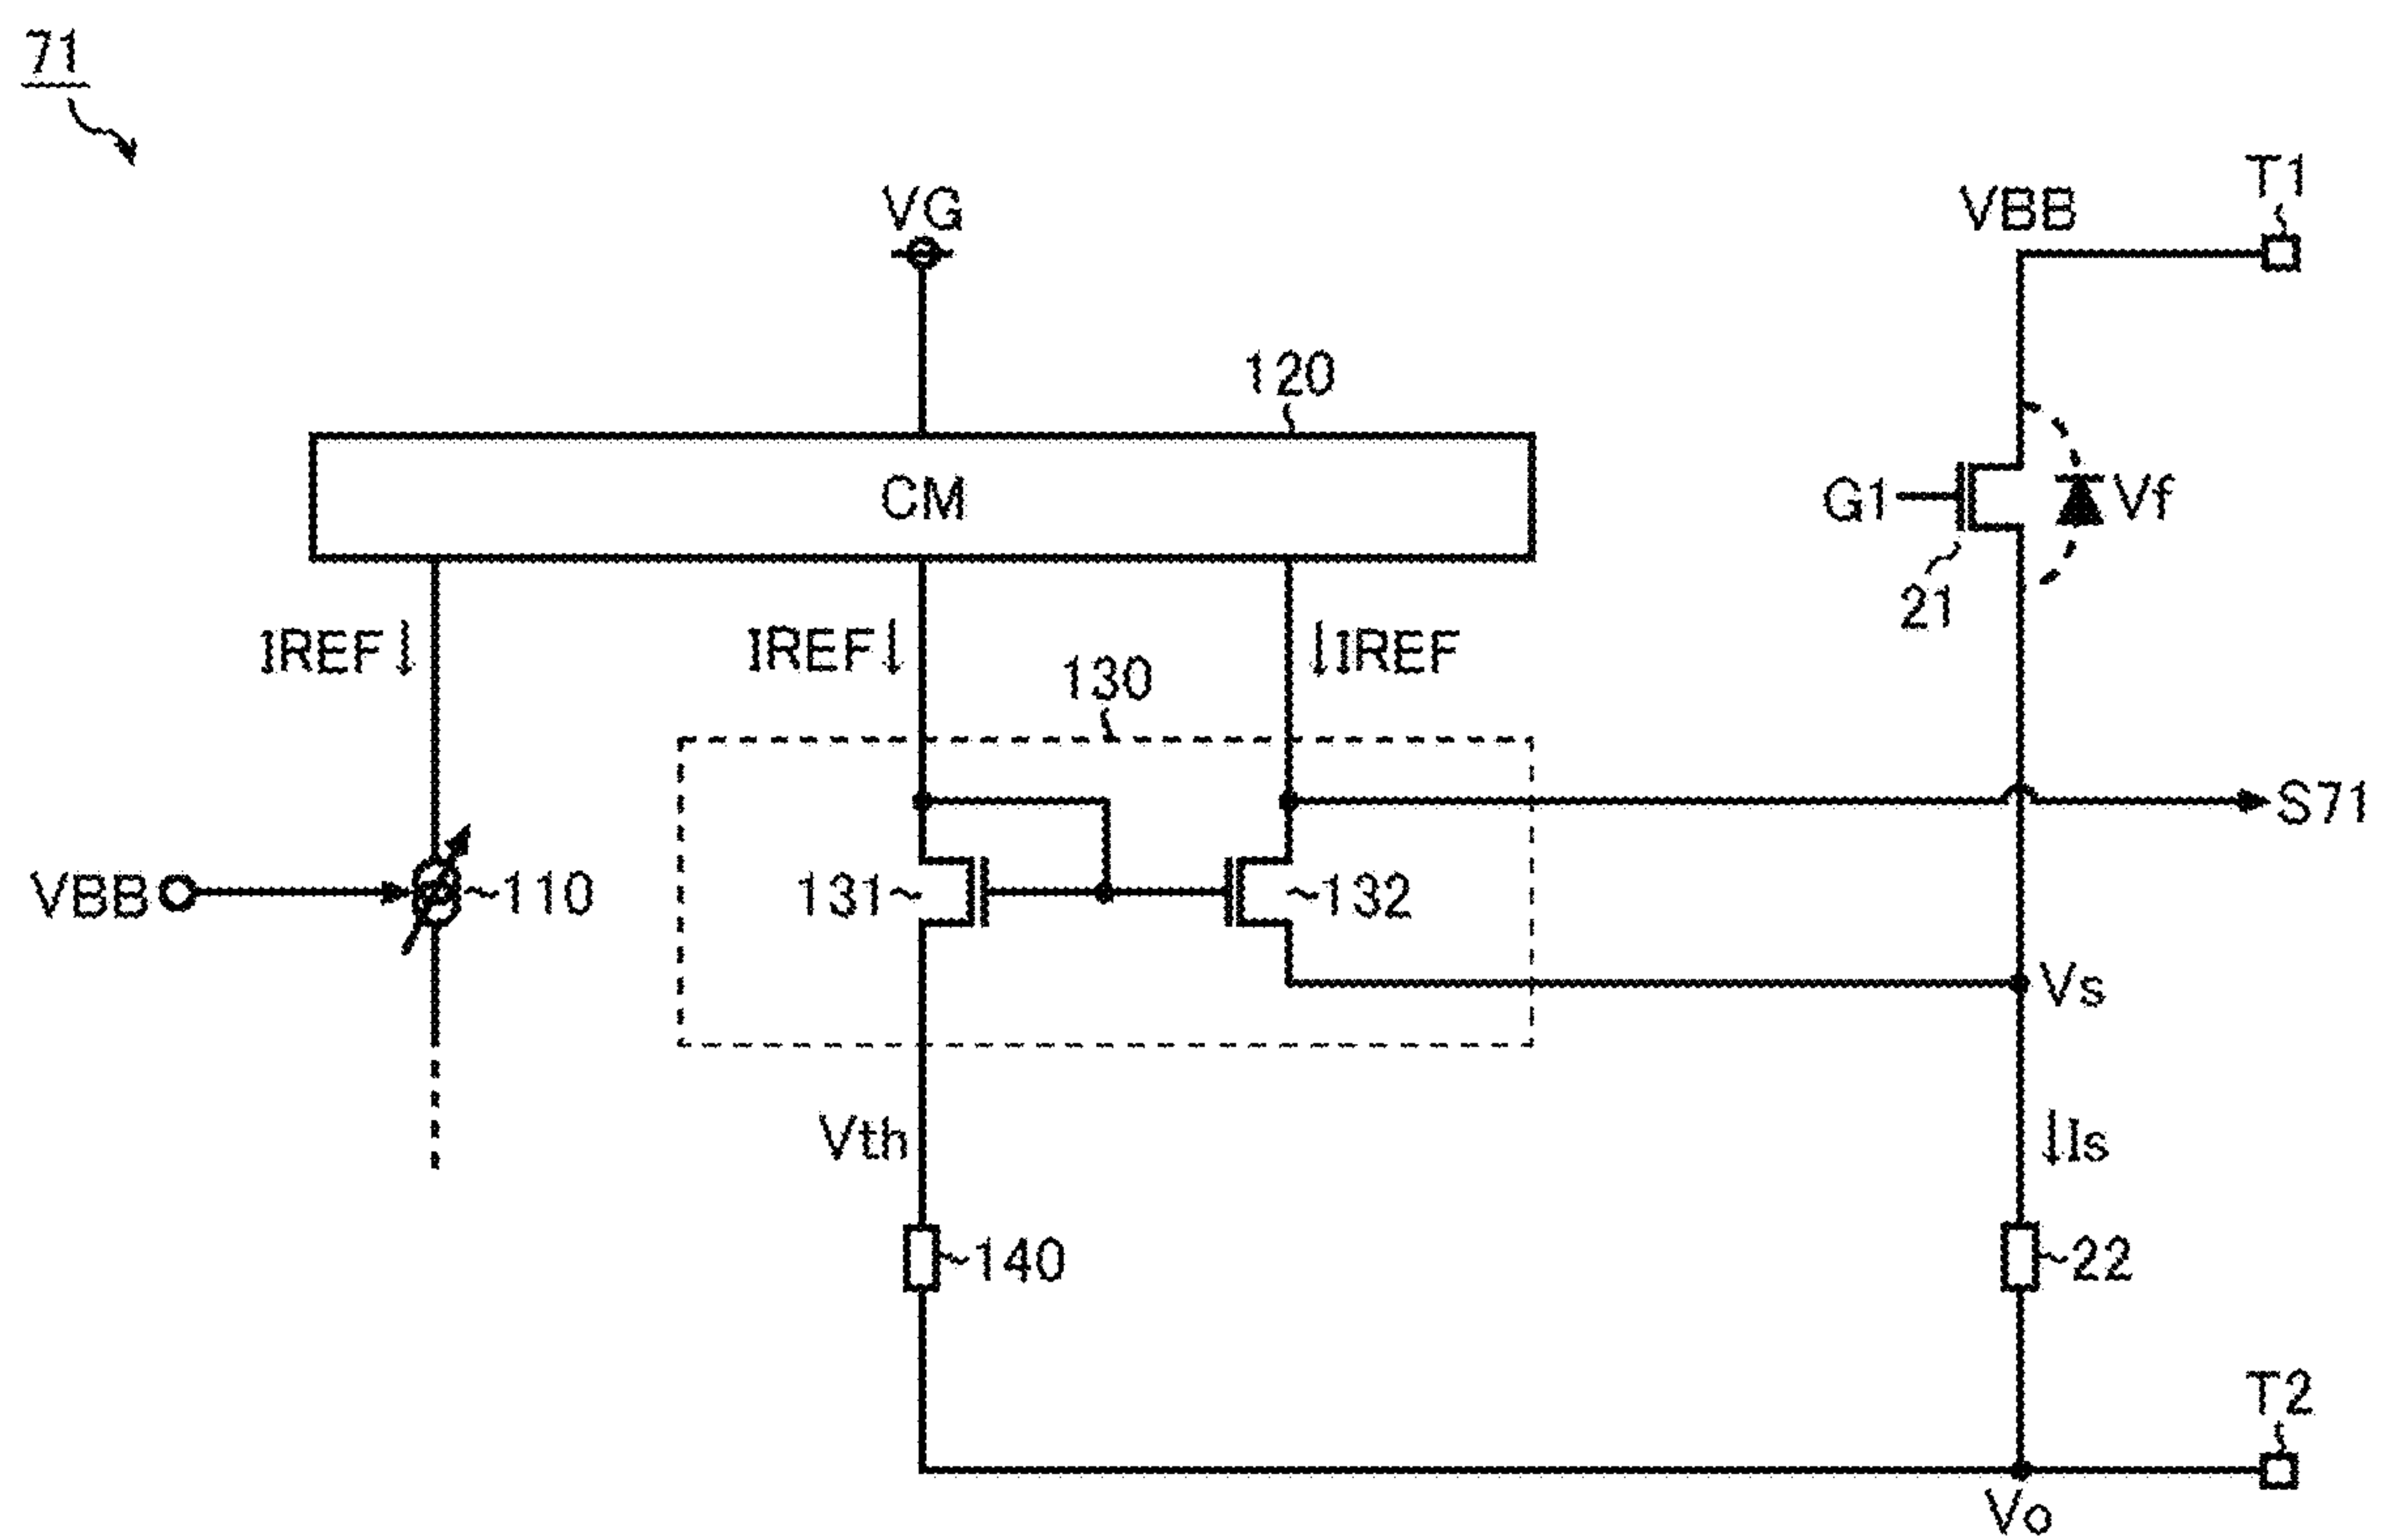 71
T1
VG
VBB
120
CM
G1
Vf
21
IREF
IREF
IREF
130
S71
VBB
110
131
132
Vs
Vth
Is
140
22
T2
Vo